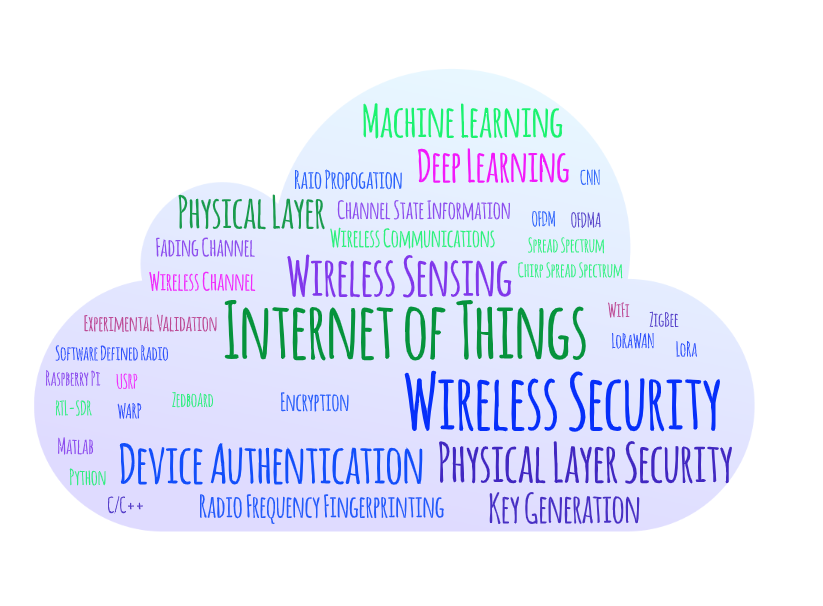 Machine Learning
Deep Learning
CNN
Raio Propogation
Physical Layer
Channel State Information
OFDM
OFDMA
Wireless Communications
Fading Channel
Spread Spectrum
Wireless Channel
Wireless Sensing
Chirp Spread Spectrum
Experimental Validation
Internet of Things
WiFi
ZigBee
LoRaWAN
LoRa
Software Defined Radio
Raspberry Pi
USRP
RTL-SDR
WARP
Zedboard
Encryption
Wireless Security
Matlab
Python
Device Authentication
Physical Layer Security
C/C++
Radio Frequency Fingerprinting
Key Generation